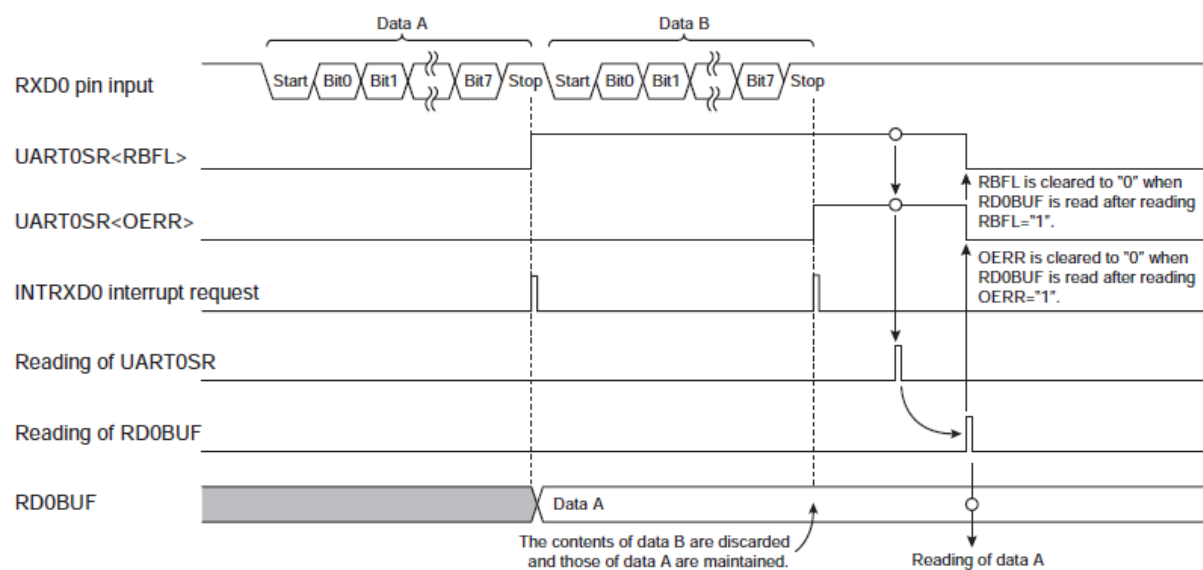 Data A
Data B
RXD0 pin input
Start Bit0 Bit1 Bit7 Stop Start Bit0 Bit1 Bit7 Stop
UART0SR<RBFL>
RBFL is cleared to "0" when
RD0BUF is read after reading
RBFL="1".
UART0SR<OERR>
OERR is cleared to "0" when
RD0BUF is read after reading
OERR="1".
INTRXD0 interrupt request
Reading of UART0SR
Reading of RD0BUF
RD0BUF
Data A
The contents of data B are discarded
and those of data A are maintained.
Reading of data A